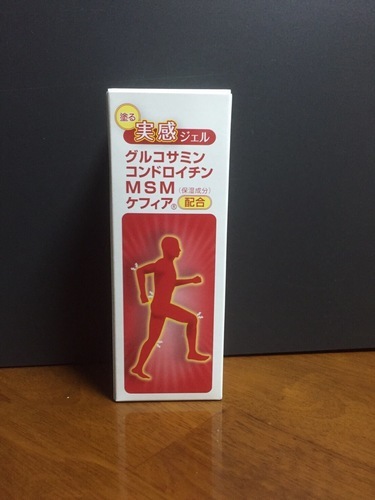 塗る
実感ジェル
グルコサミン
コンドロイチン
MSM(保湿成分)
ケフィア® 配合